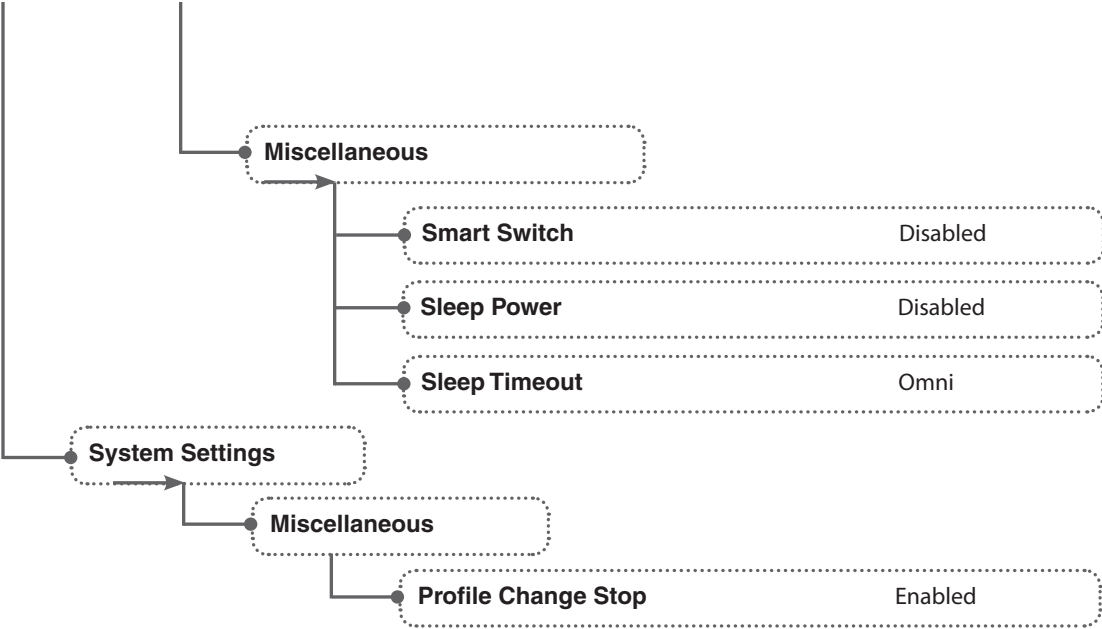 Miscellaneous
Smart Switch Disabled
Sleep Power Disabled
Sleep Timeout Omni
System Settings
Miscellaneous
Profile Change Stop Enabled